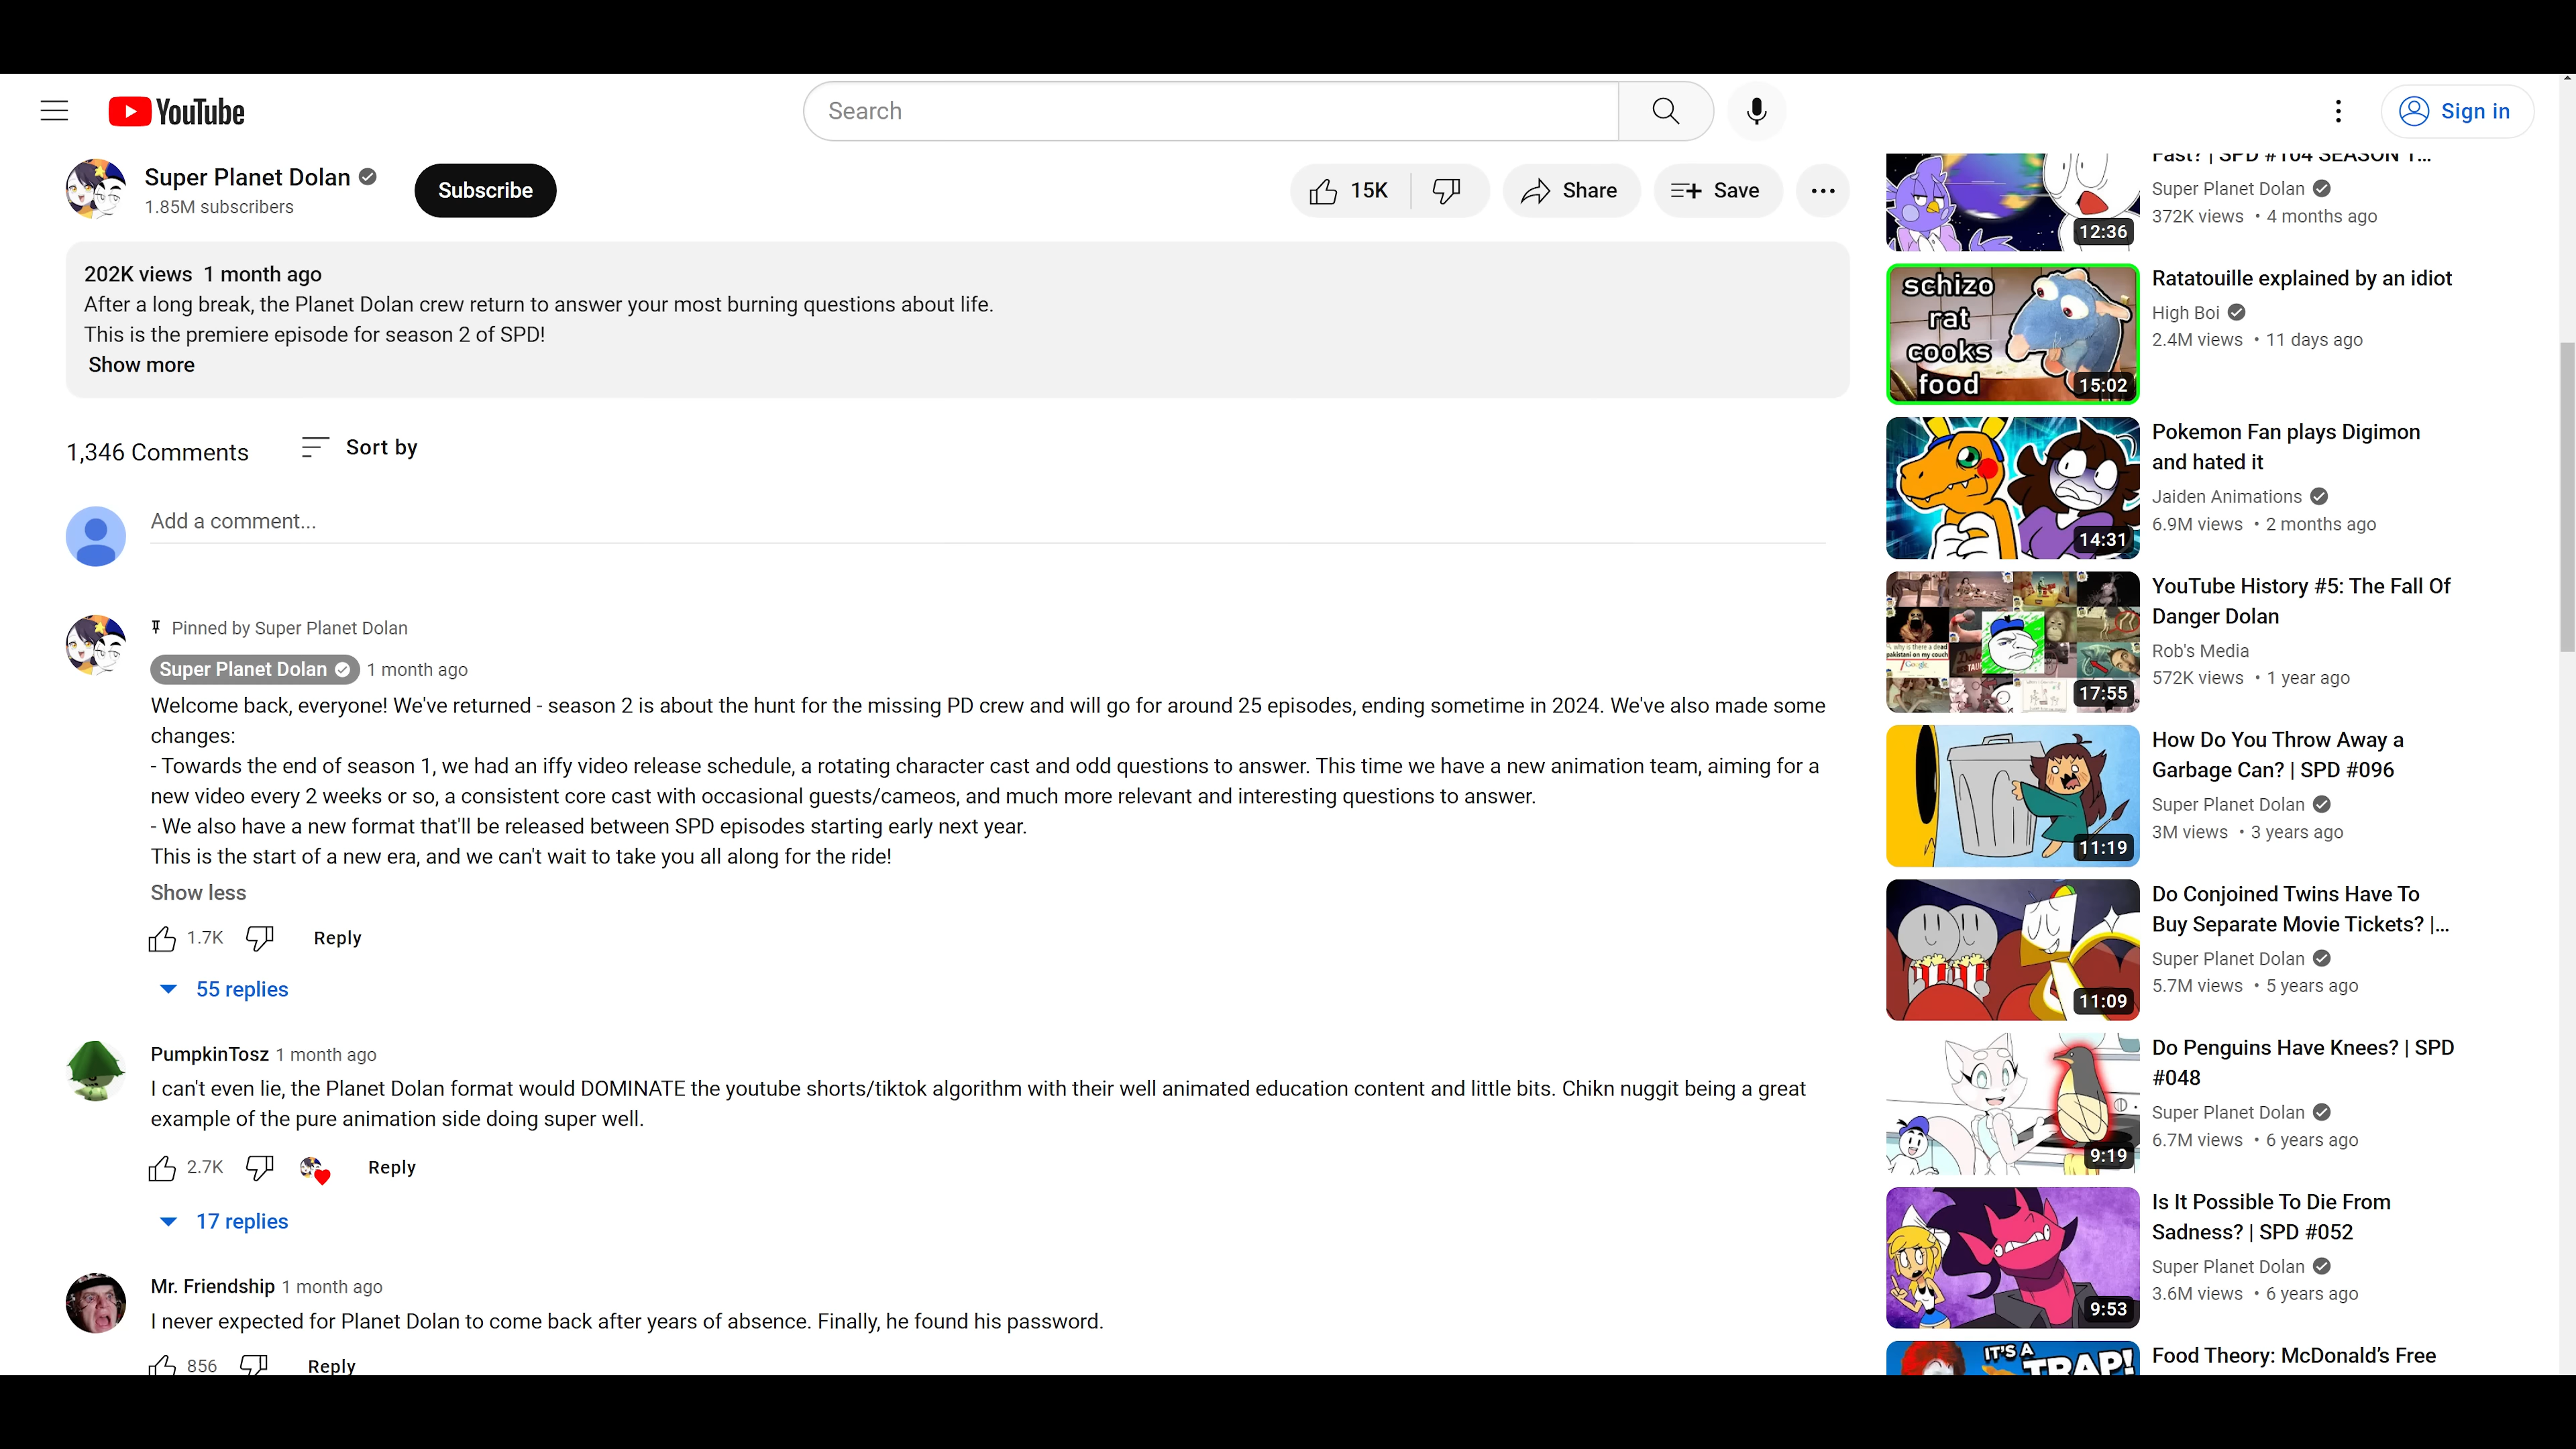 YouTube
Search
Sign in
Super Planet Dolan
1.85M subscribers
Subscribe
15K
Share
Save
202K views 1 month ago
After a long break, the Planet Dolan crew return to answer your most burning questions about life.
This is the premiere episode for season 2 of SPD!
Show more
1,346 Comments
Sort by
Add a comment...
Pinned by Super Planet Dolan
Super Planet Dolan 1 month ago
Welcome back, everyone! We've returned - season 2 is about the hunt for the missing PD crew and will go for around 25 episodes, ending sometime in 2024. We've also made some
changes:
- Towards the end of season 1, we had an iffy video release schedule, a rotating character cast and odd questions to answer. This time we have a new animation team, aiming for a
new video every 2 weeks or so, a consistent core cast with occasional guests/cameos, and much more relevant and interesting questions to answer.
- We also have a new format that'll be released between SPD episodes starting early next year.
This is the start of a new era, and we can't wait to take you all along for the ride!
Show less
1.7K
Reply
55 replies
PumpkinTosz 1 month ago
I can't even lie, the Planet Dolan format would DOMINATE the youtube shorts/tiktok algorithm with their well animated education content and little bits. Chikn nuggit being a great
example of the pure animation side doing super well.
2.7K
Reply
17 replies
Mr. Friendship 1 month ago
I never expected for Planet Dolan to come back after years of absence. Finally, he found his password.
856
Reply
Fast? | SPD #104 SEASON 1...
Super Planet Dolan
372K views • 4 months ago
12:36
schizo
rat
cooks
food
15:02
Ratatouille explained by an idiot
High Boi
2.4M views • 11 days ago
14:31
Pokemon Fan plays Digimon
and hated it
Jaiden Animations
6.9M views • 2 months ago
why is there a dead
pakistani on my couch
Google
17:55
YouTube History #5: The Fall Of
Danger Dolan
Rob's Media
572K views • 1 year ago
11:19
How Do You Throw Away a
Garbage Can? | SPD #096
Super Planet Dolan
3M views • 3 years ago
11:09
Do Conjoined Twins Have To
Buy Separate Movie Tickets? |...
Super Planet Dolan
5.7M views • 5 years ago
9:19
Do Penguins Have Knees? | SPD
#048
Super Planet Dolan
6.7M views • 6 years ago
9:53
Is It Possible To Die From
Sadness? | SPD #052
Super Planet Dolan
3.6M views • 6 years ago
IT'S A
TRAP!
Food Theory: McDonald's Free